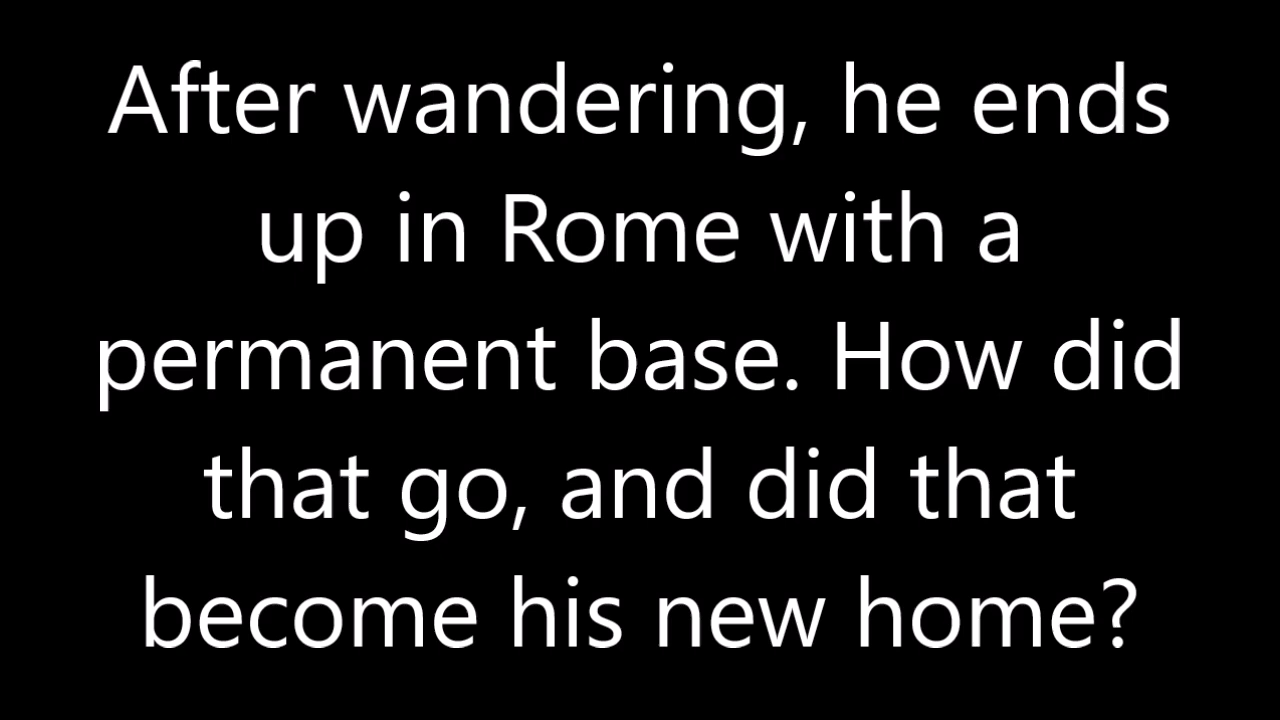 After wandering, he ends
up in Rome with a
permanent base. How did
that go, and did that
become his new home?